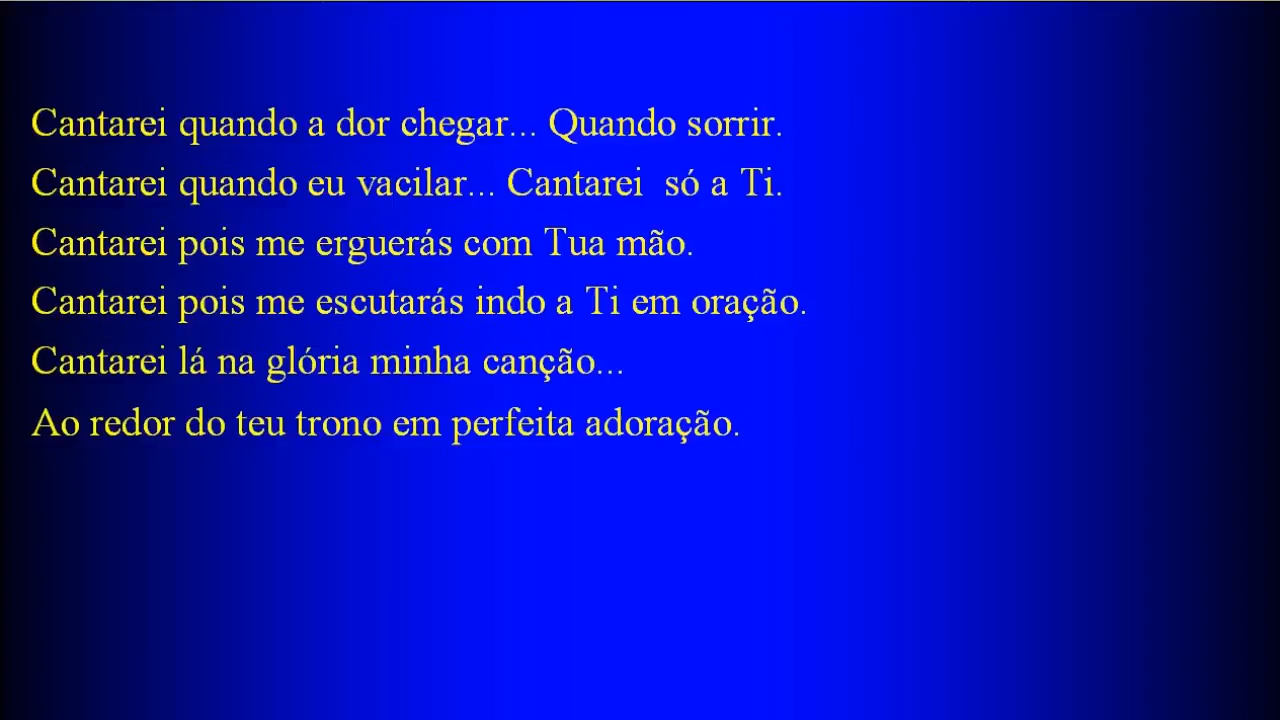 Cantarei quando a dor chegar... Quando sorrir.
Cantarei quando eu vacilar... Cantarei  só a Ti.
Cantarei pois me erguerás com Tua mão.
Cantarei pois me escutarás indo a Ti em oração.
Cantarei lá na glória minha canção...
Ao redor do teu trono em perfeita adoração.